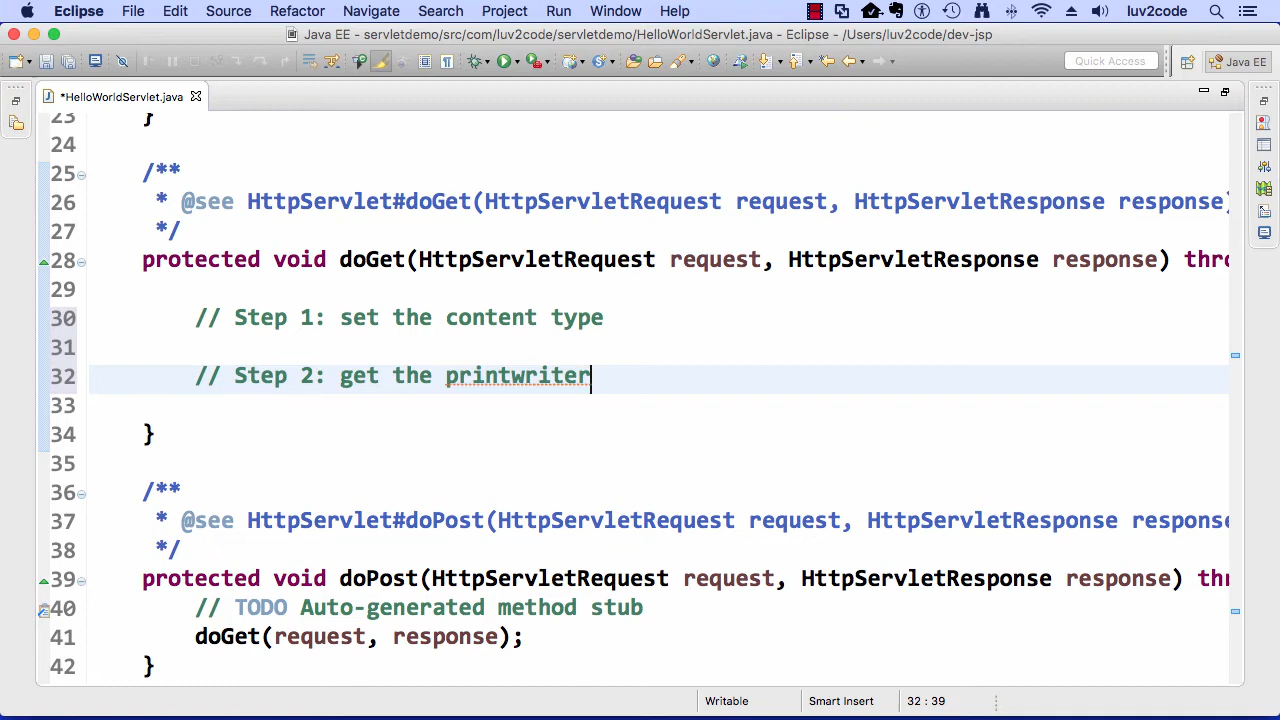 Eclipse File Edit Source Refactor Navigate Search Project Run Window Help luv2code
Java EE - servletdemo/src/com/luv2code/servletdemo/HelloWorldServlet.java - Eclipse - /Users/luv2code/dev-jsp
Quick Access Java EE
*HelloWorldServlet.java
23 }
24
25 /**
26 * @see HttpServlet#doGet(HttpServletRequest request, HttpServletResponse response)
27 */
28 protected void doGet(HttpServletRequest request, HttpServletResponse response) thro
29
30 // Step 1: set the content type
31
32 // Step 2: get the printwriter
33
34 }
35
36 /**
37 * @see HttpServlet#doPost(HttpServletRequest request, HttpServletResponse response
38 */
39 protected void doPost(HttpServletRequest request, HttpServletResponse response) thr
40 // TODO Auto-generated method stub
41 doGet(request, response);
42 }
Writable Smart Insert 32 : 39